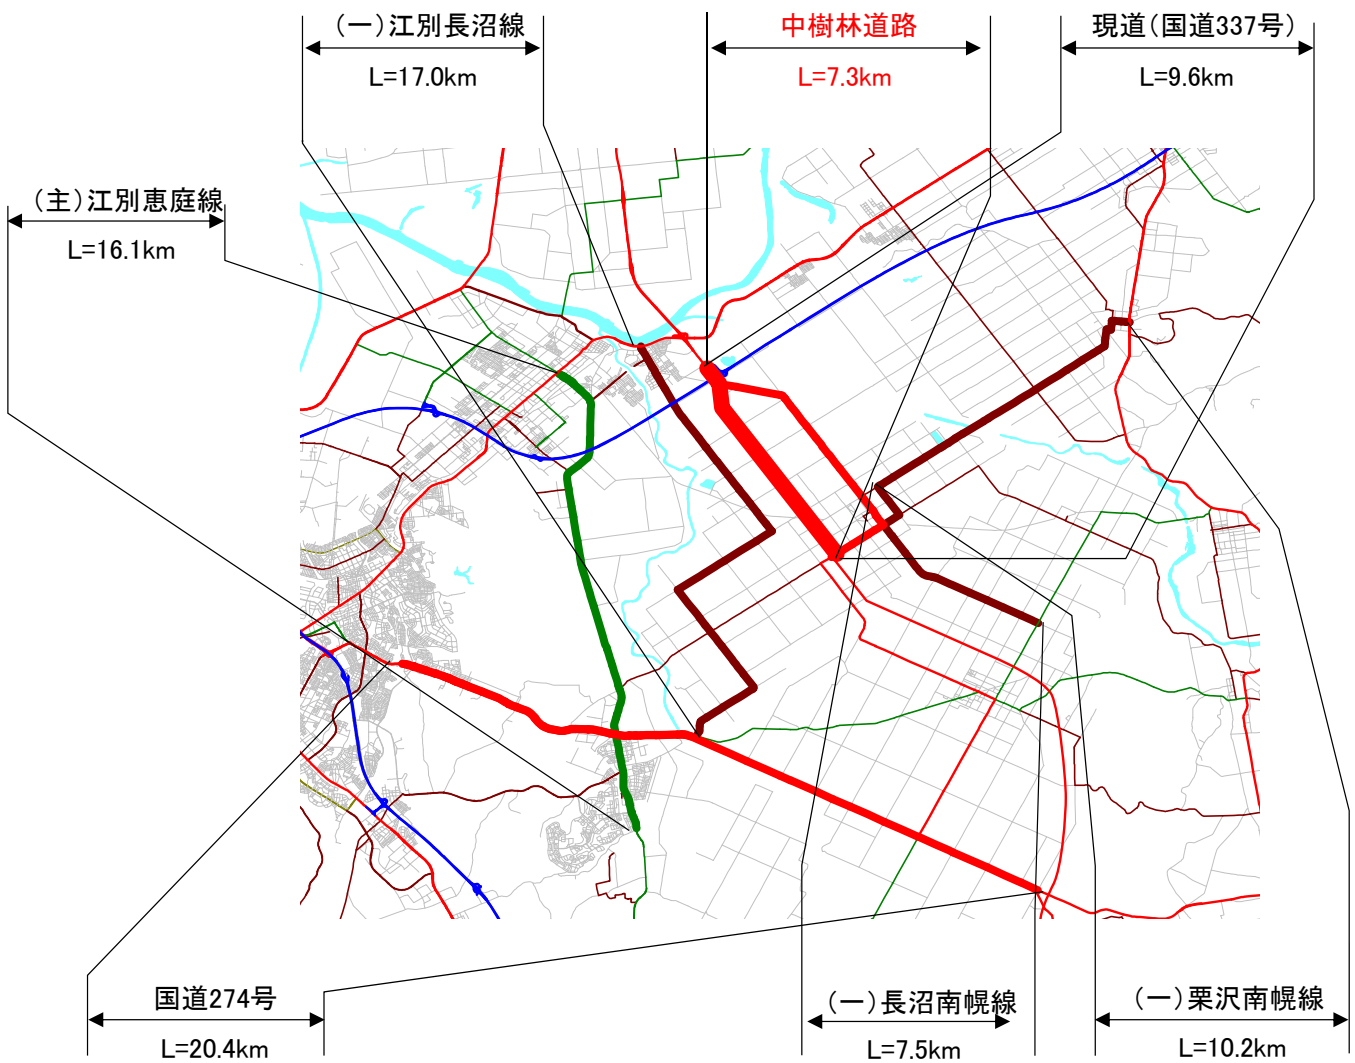 (一)江別長沼線
L=17.0km
中樹林道路
L=7.3km
現道(国道337号)
L=9.6km
(主)江別恵庭線
L=16.1km
国道274号
L=20.4km
(一)長沼南幌線
L=7.5km
(一)栗沢南幌線
L=10.2km